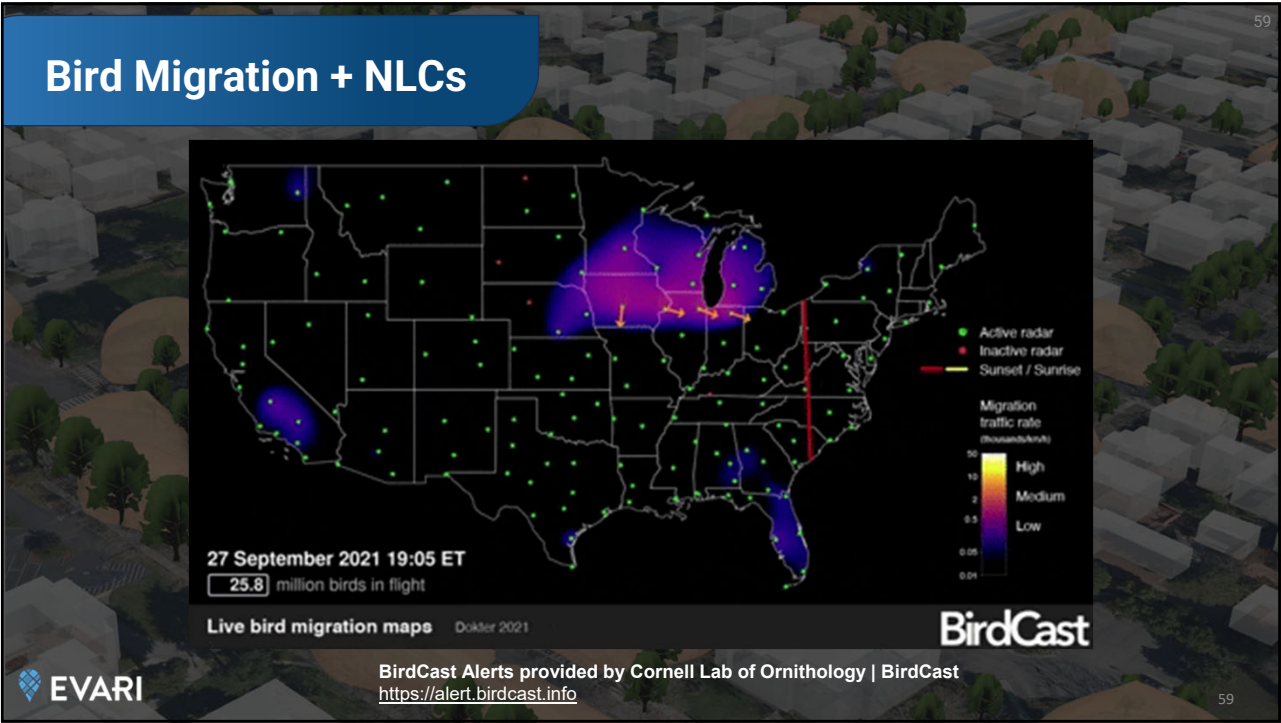 59
Bird Migration + NLCs
Active radar
Inactive radar
Sunset / Sunrise
Migration
traffic rate
(thousands/km/h)
50
10
2
0.5
0.05
0.01
High
Medium
Low
27 September 2021 19:05 ET
25.8 million birds in flight
Live bird migration maps Dokter 2021
BirdCast
BirdCast Alerts provided by Cornell Lab of Ornithology | BirdCast
https://alert.birdcast.info
EVARI
59